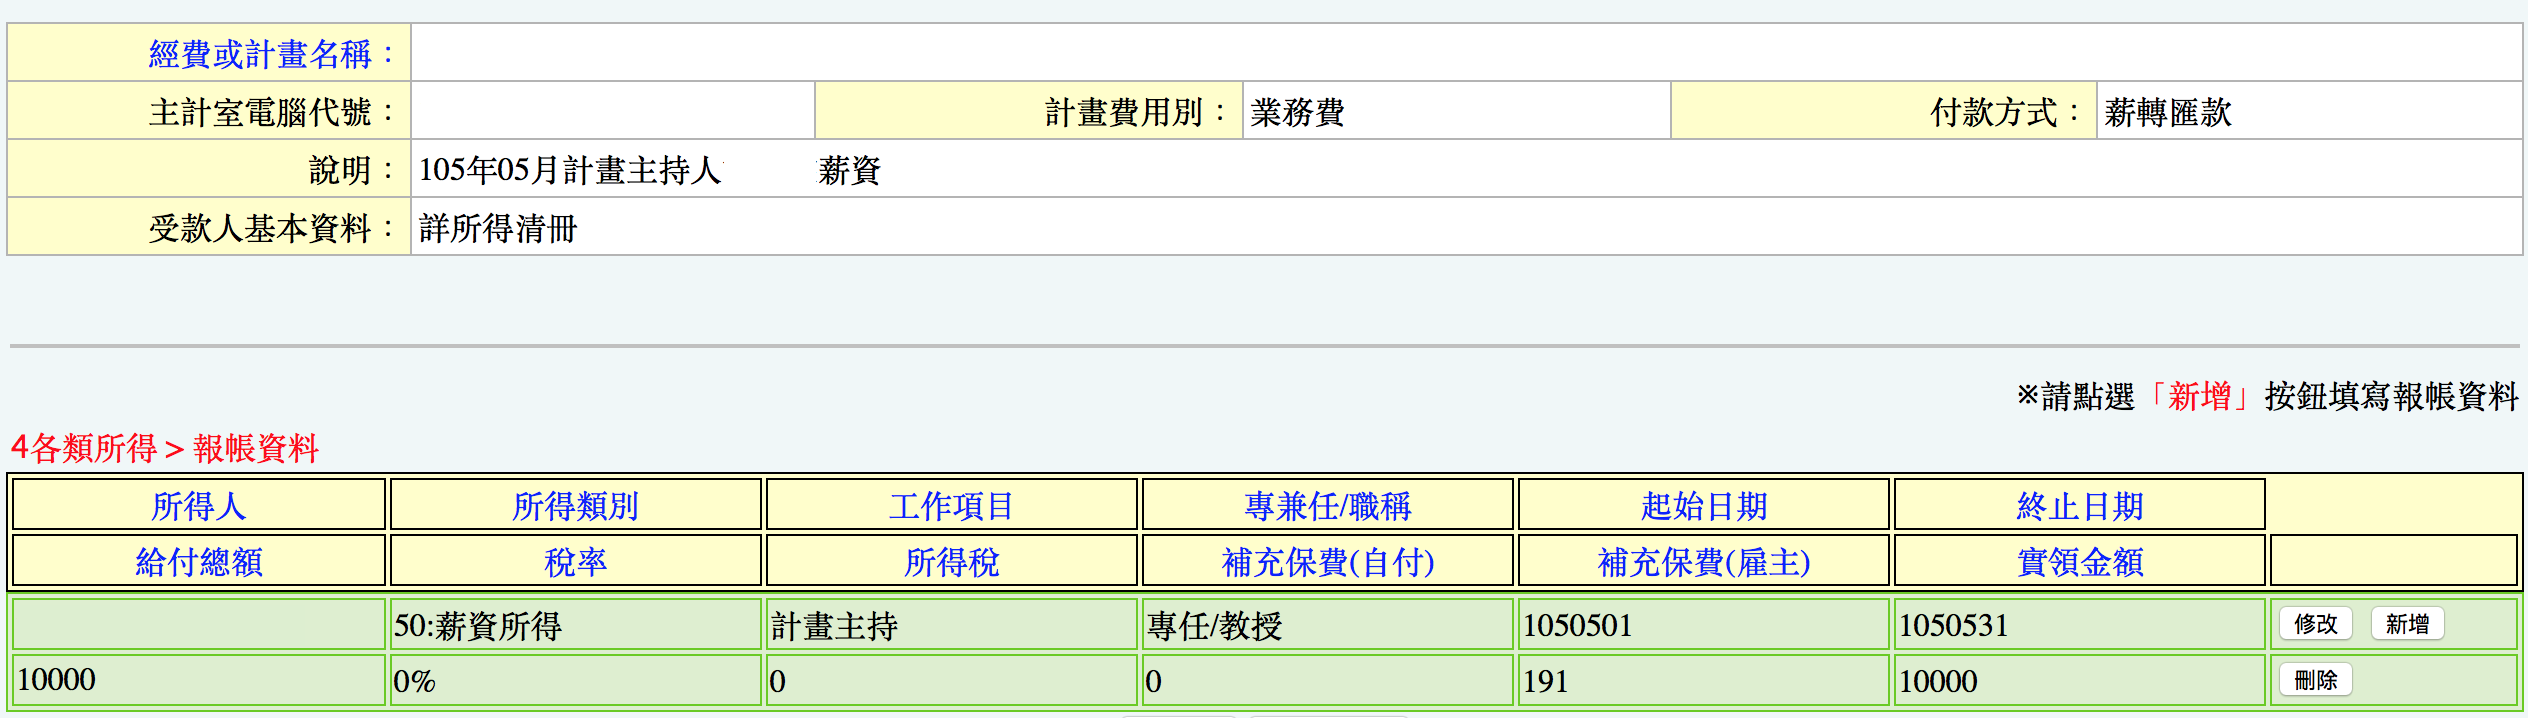 經費或計畫名稱：
主計室電腦代號： 計畫費用別： 業務費 付款方式： 薪轉匯款
說明： 105年05月計畫主持人 薪資
受款人基本資料： 詳所得清冊
※請點選「新增」按鈕填寫報帳資料
4各類所得 > 報帳資料
所得人 所得類別 工作項目 專兼任/職稱 起始日期 終止日期
給付總額 稅率 所得稅 補充保費(自付) 補充保費(雇主) 實領金額
50:薪資所得 計畫主持 專任/教授 1050501 1050531 修改 新增
10000 0% 0 0 191 10000 刪除